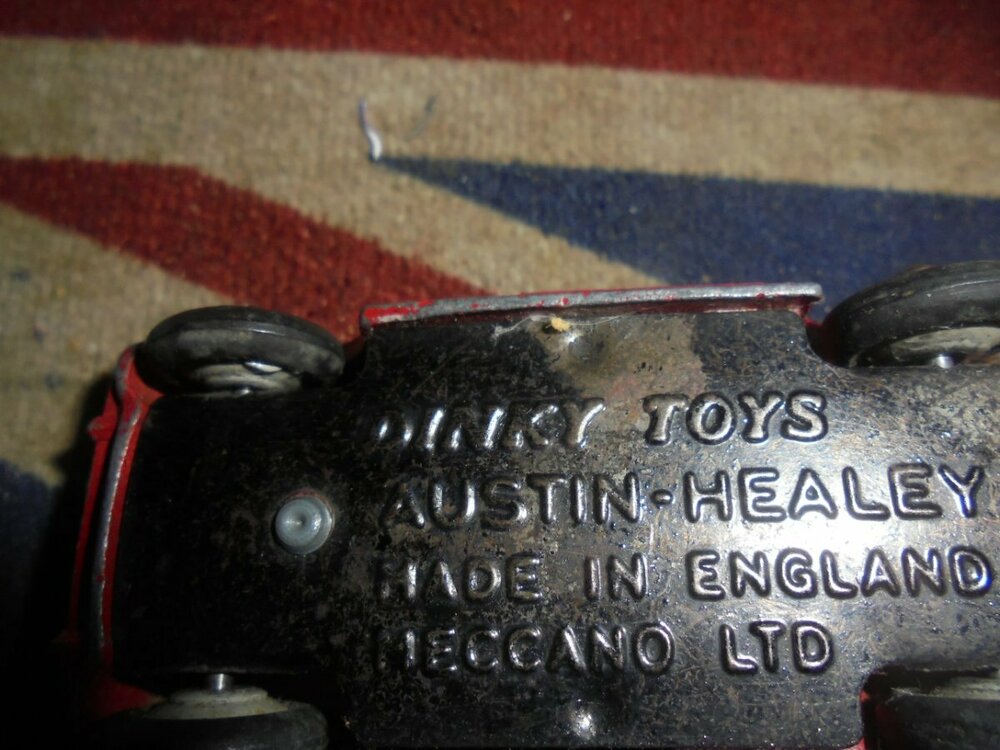 DINKY TOYS
AUSTIN-HEALEY
MADE IN ENGLAND
MECCANO LTD